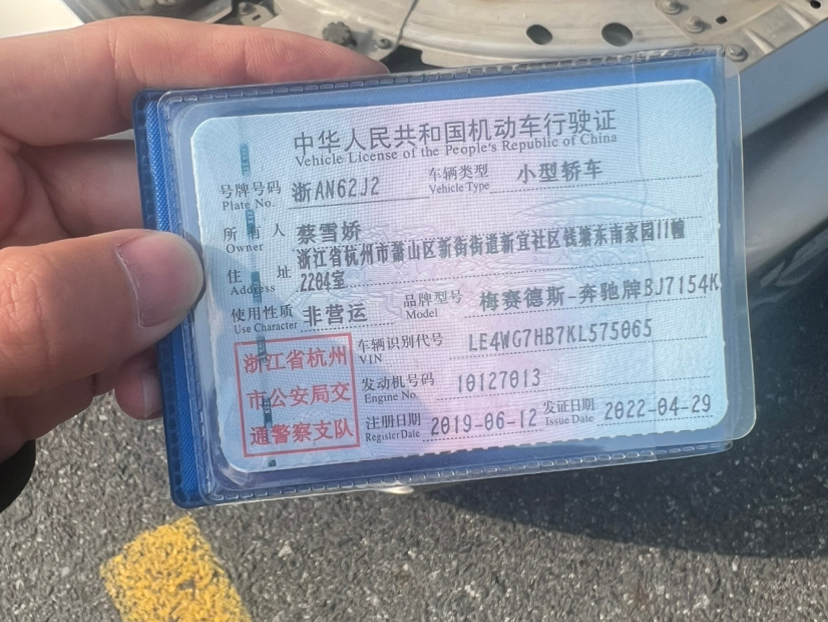 中华人民共和国机动车行驶证
Vehicle License of the People's Republic of China
号牌号码 浙AN62J2 车辆类型 小型轿车
Plate No. Vehicle Type
所有人 蔡雪娇
Owner
住址 浙江省杭州市萧山区新街街道新宜社区钱塘东南家园11幢
Address 2204室
使用性质 非营运 品牌型号 梅赛德斯-奔驰牌BJ7154K
Use Character Model
浙江省杭州
市公安局交
通警察支队
车辆识别代号 LE4WG7HB7KL575065
VIN
发动机号码 10127013
Engine No.
注册日期 2019-06-12 发证日期 2022-04-29
Register Date Issue Date